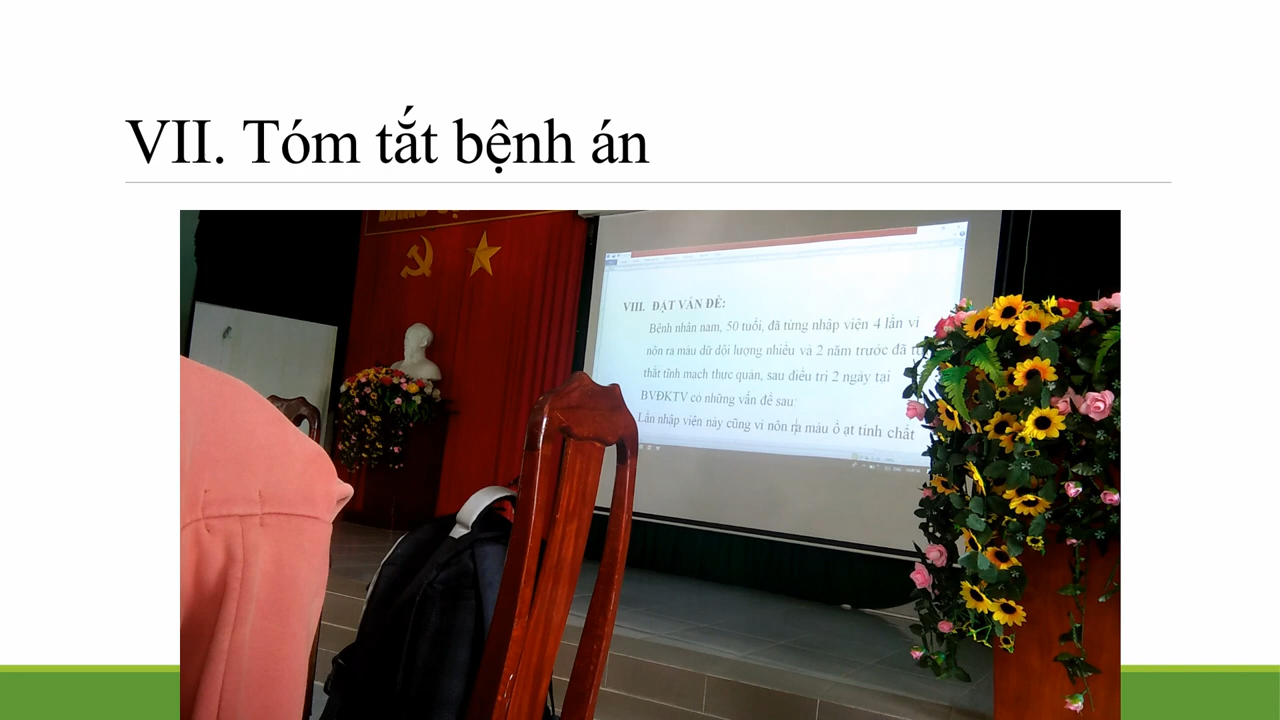 VII. Tóm tắt bệnh án
VIII. ĐẶT VẤN ĐỀ:
Bệnh nhân nam, 50 tuổi, đã từng nhập viện 4 lần vì
nôn ra máu dữ dội lượng nhiều và 2 năm trước đã
thắt tĩnh mạch thực quản, sau điều trị 2 ngày tại
BVĐKTV có những vấn đề sau:
Lần nhập viện này cũng vì nôn ra máu ồ ạt tính chất